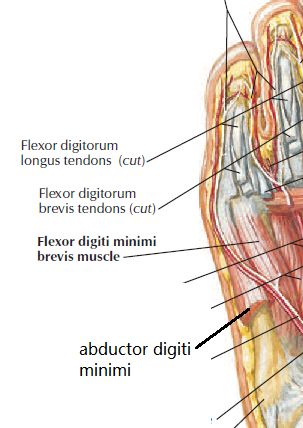 Flexor digitorum
longus tendons (cut)
Flexor digitorum
brevis tendons (cut)
Flexor digiti minimi
brevis muscle
abductor digiti
minimi